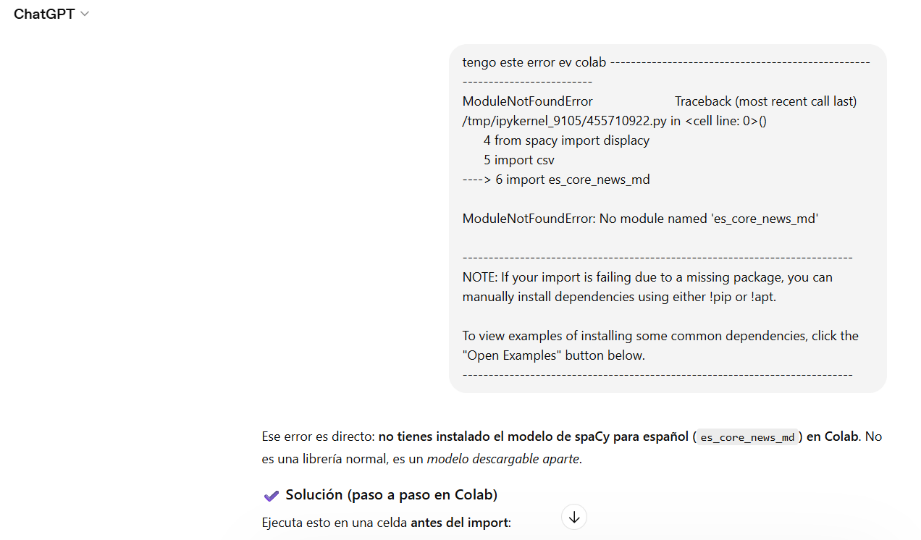 ChatGPT
tengo este error ev colab --------------------------------------------------
-------------------------
ModuleNotFoundError Traceback (most recent call last)
/tmp/ipykernel_9105/455710922.py in <cell line: 0>()
4 from spacy import displacy
5 import csv
----> 6 import es_core_news_md
ModuleNotFoundError: No module named 'es_core_news_md'
---------------------------------------------------------------------------
NOTE: If your import is failing due to a missing package, you can
manually install dependencies using either !pip or !apt.
To view examples of installing some common dependencies, click the
"Open Examples" button below.
---------------------------------------------------------------------------
Ese error es directo: no tienes instalado el modelo de spaCy para español (es_core_news_md) en Colab. No
es una librería normal, es un modelo descargable aparte.
✔ Solución (paso a paso en Colab)
Ejecuta esto en una celda antes del import: